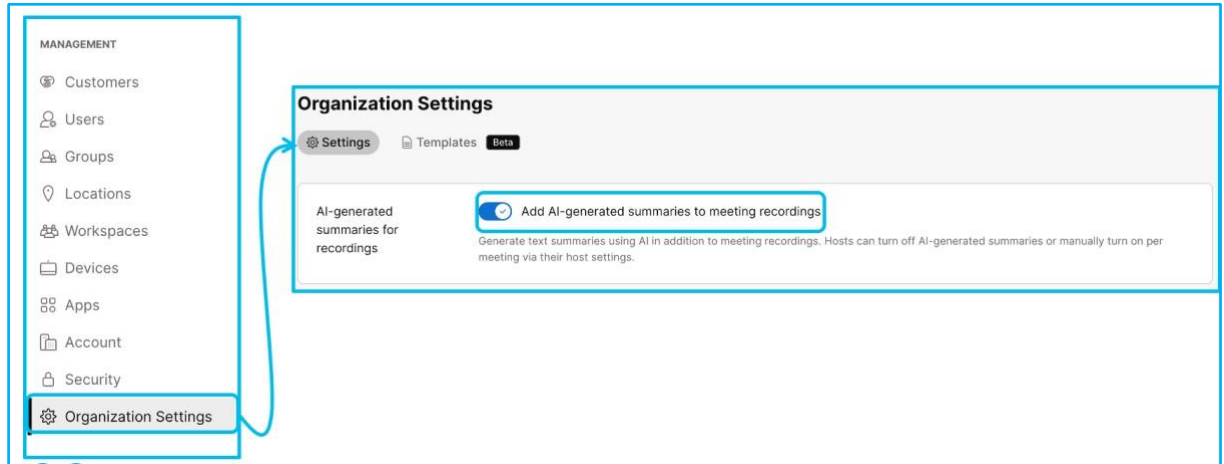 MANAGEMENT
Customers
Users
Groups
Locations
Workspaces
Devices
Apps
Account
Security
Organization Settings
Organization Settings
Settings
Templates Beta
AI-generated
summaries for
recordings
Add AI-generated summaries to meeting recordings
Generate text summaries using AI in addition to meeting recordings. Hosts can turn off AI-generated summaries or manually turn on per
meeting via their host settings.